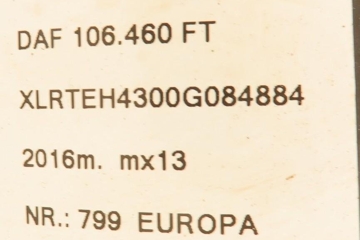 DAF 106.460 FT
XLRTEH4300G084884
2016m. mx13
NR.: 799 EUROPA